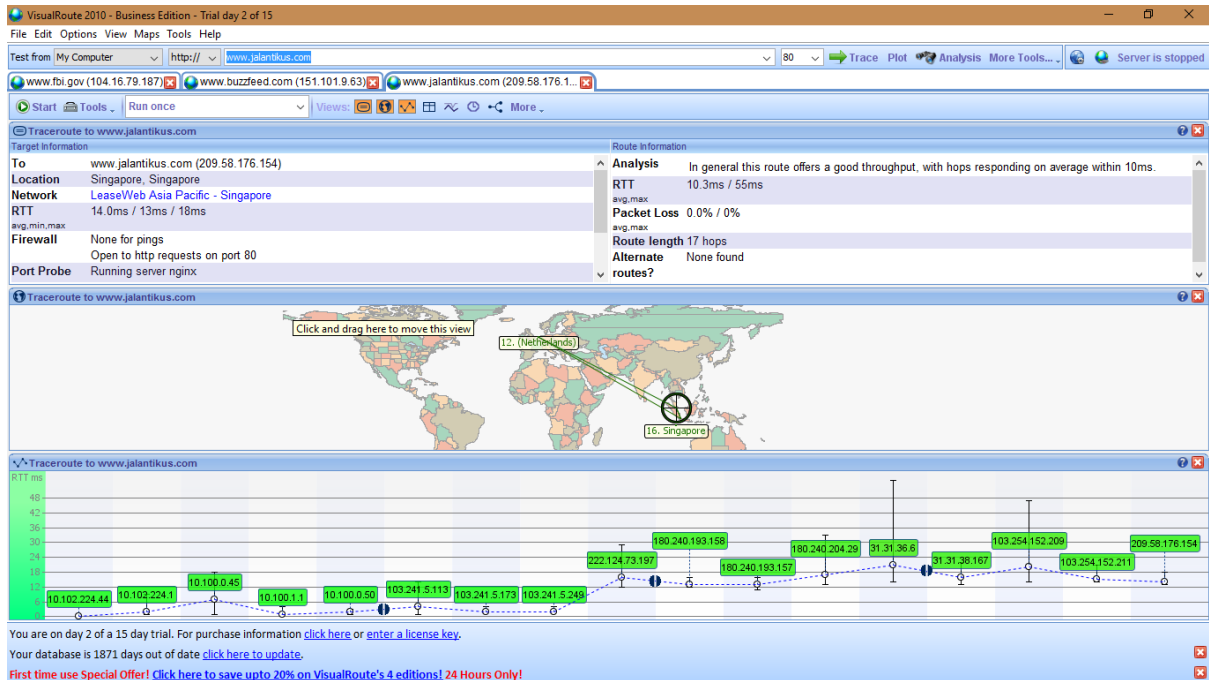 VisualRoute 2010 - Business Edition - Trial day 2 of 15
File Edit Options View Maps Tools Help
Test from My Computer http:// www.jalantikus.com 80 Trace Plot Analysis More Tools... Server is stopped
www.fbi.gov (104.16.79.187) www.buzzfeed.com (151.101.9.63) www.jalantikus.com (209.58.176.1...
Start Tools Run once Views: More
Traceroute to www.jalantikus.com
Target Information Route Information
To www.jalantikus.com (209.58.176.154)
Location Singapore, Singapore
Network LeaseWeb Asia Pacific - Singapore
RTT 14.0ms / 13ms / 18ms
avg,min,max
Firewall None for pings
Open to http requests on port 80
Port Probe Running server nginx
Analysis In general this route offers a good throughput, with hops responding on average within 10ms.
RTT 10.3ms / 55ms
avg,max
Packet Loss 0.0% / 0%
avg,max
Route length 17 hops
Alternate None found
routes?
Traceroute to www.jalantikus.com
Click and drag here to move this view
12. (Netherlands)
16. Singapore
Traceroute to www.jalantikus.com
RTT ms
48
42
36
30
24
18
12
6
0
10.102.224.44
10.102.224.1
10.100.0.45
10.100.1.1
10.100.0.50
103.241.5.113
103.241.5.173
103.241.5.249
222.124.73.197
180.240.193.158
180.240.193.157
180.240.204.29
31.31.36.6
31.31.38.167
103.254.152.209
103.254.152.211
209.58.176.154
You are on day 2 of a 15 day trial. For purchase information click here or enter a license key.
Your database is 1871 days out of date click here to update.
First time use Special Offer! Click here to save upto 20% on VisualRoute's 4 editions! 24 Hours Only!